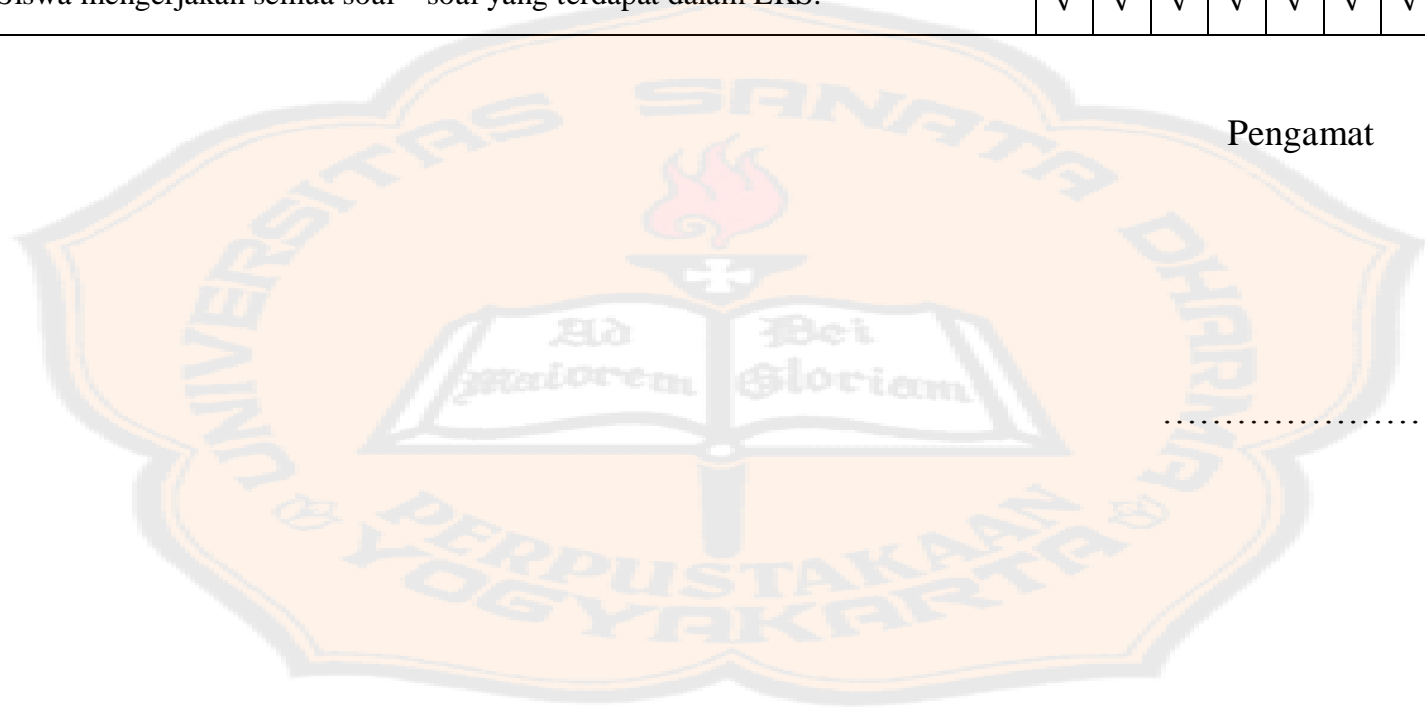 Siswa mengerjakan semua soal – soal yang terdapat dalam LKS. √ √ √ √ √ √ √
Pengamat
UNIVERSITAS SANATA DHARMA
Ad Dei
Maiorem Gloriam
………………….
PERPUSTAKAAN
YOGYAKARTA